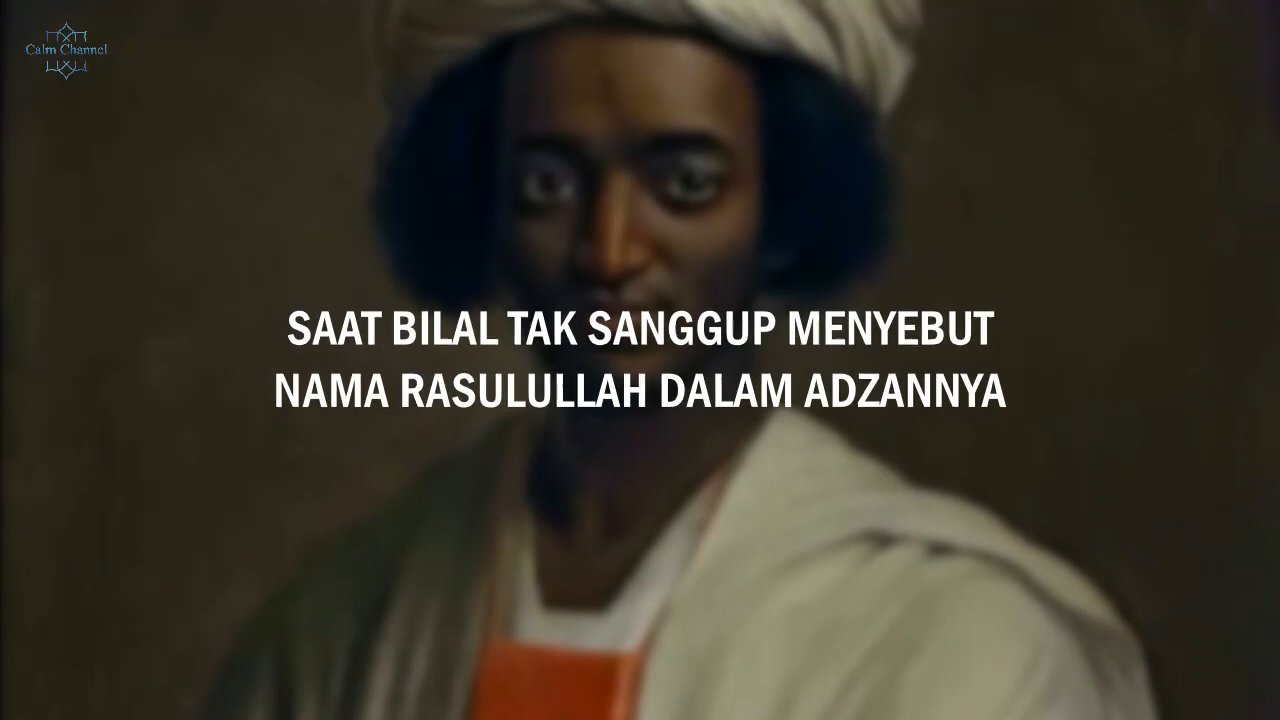 Calm Channel
SAAT BILAL TAK SANGGUP MENYEBUT
NAMA RASULULLAH DALAM ADZANNYA